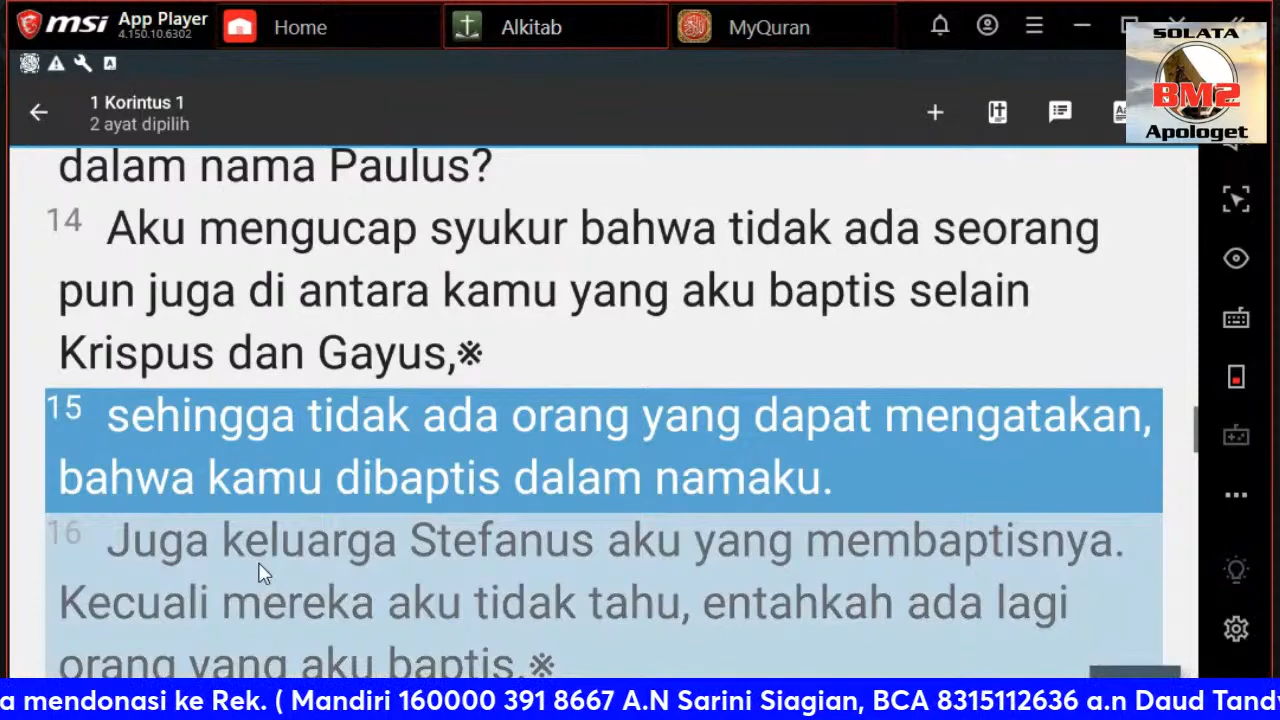 msi App Player
4.150.10.6302
Home
Alkitab
MyQuran
SOLATA
BM2
Apologet
1 Korintus 1
2 ayat dipilih
dalam nama Paulus?
14 Aku mengucap syukur bahwa tidak ada seorang
pun juga di antara kamu yang aku baptis selain
Krispus dan Gayus,※
15 sehingga tidak ada orang yang dapat mengatakan,
bahwa kamu dibaptis dalam namaku.
16 Juga keluarga Stefanus aku yang membaptisnya.
Kecuali mereka aku tidak tahu, entahkah ada lagi
orang yang aku baptis.※
a mendonasi ke Rek. ( Mandiri 160000 391 8667 A.N Sarini Siagian, BCA 8315112636 a.n Daud Tandy